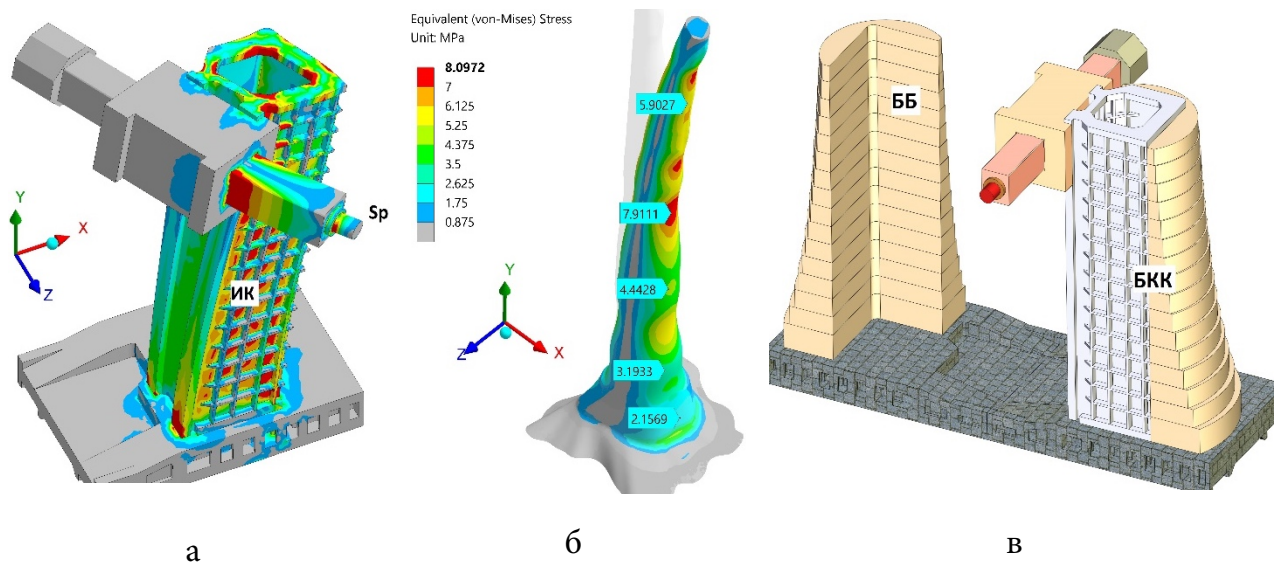 Equivalent (von-Mises) Stress
Unit: MPa
8.0972
7
6.125
5.25
4.375
3.5
2.625
1.75
0.875
Y
X
Z
ИК
Sp
5.9027
7.9111
4.4428
3.1933
2.1569
Y
Z
X
ББ
БКК
а
б
в